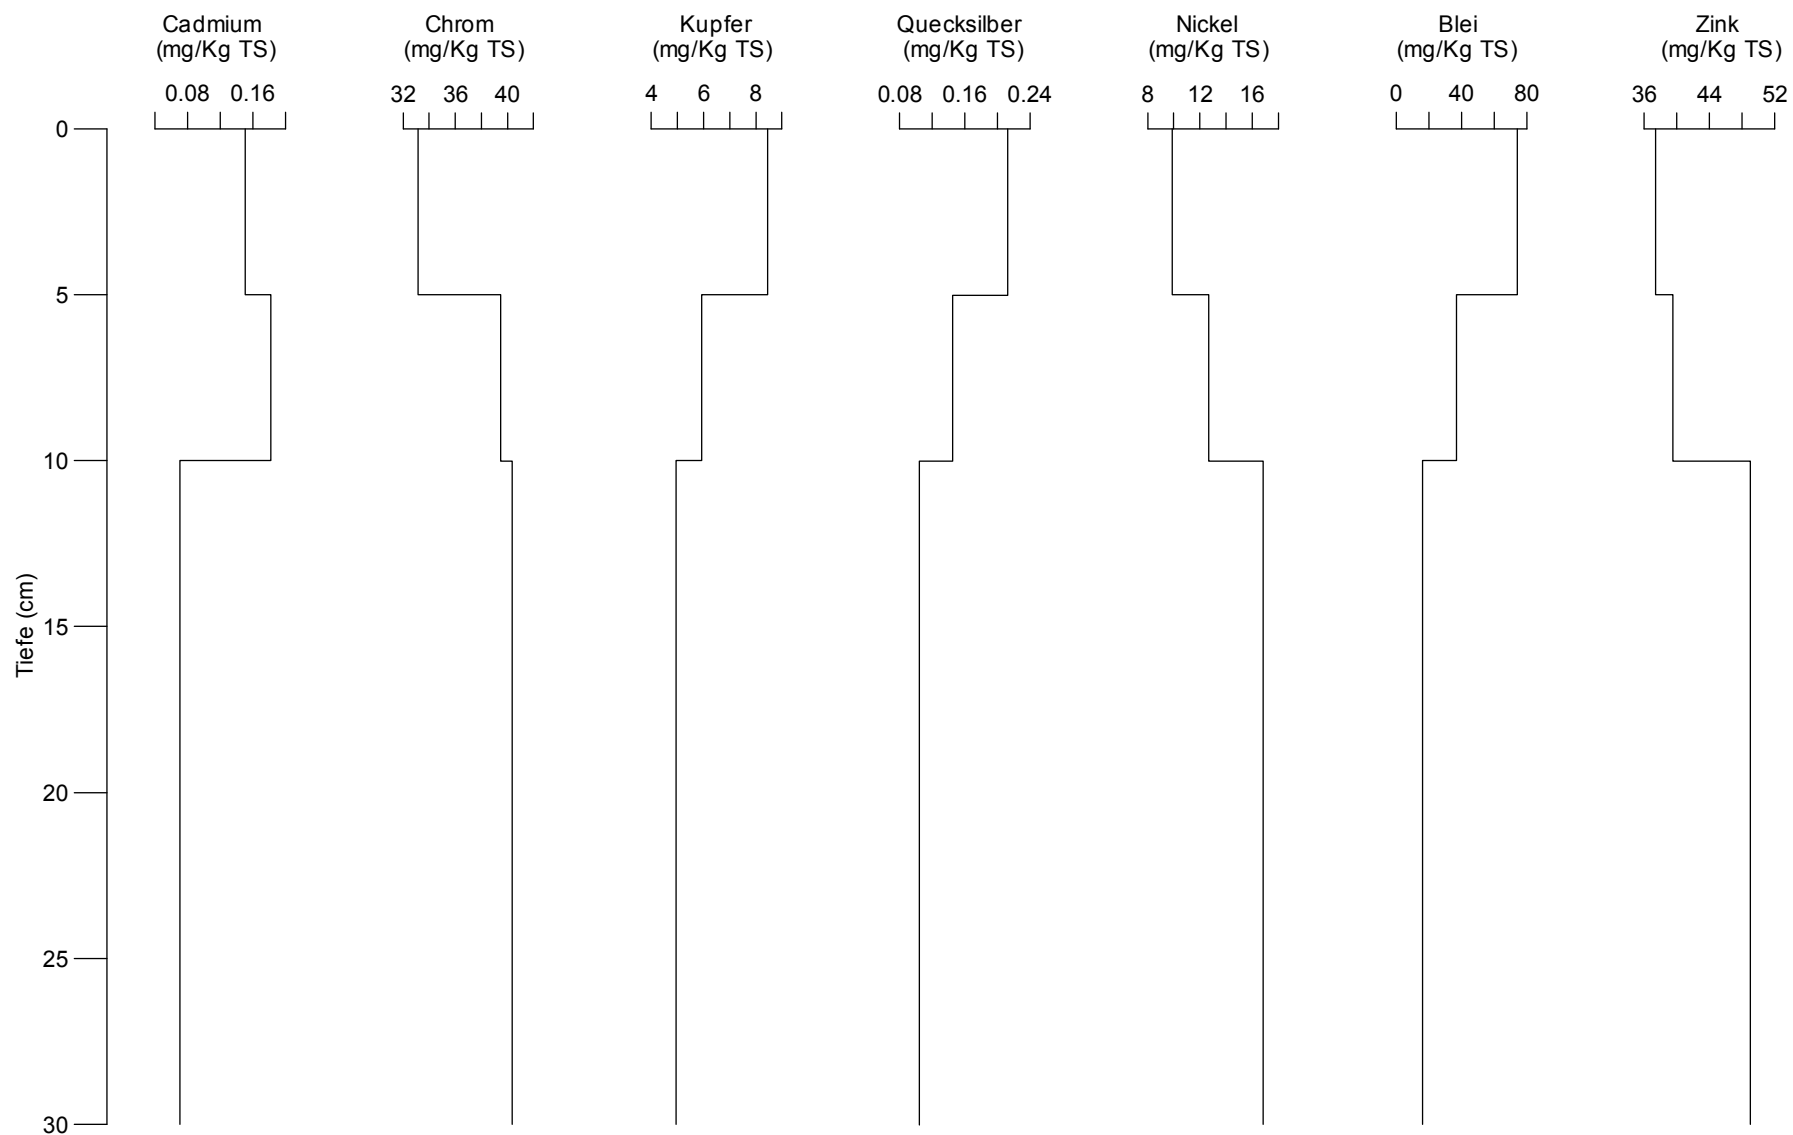 Cadmium
(mg/Kg TS)
Chrom
(mg/Kg TS)
Kupfer
(mg/Kg TS)
Quecksilber
(mg/Kg TS)
Nickel
(mg/Kg TS)
Blei
(mg/Kg TS)
Zink
(mg/Kg TS)
0.08 0.16
32 36 40
4 6 8
0.08 0.16 0.24
8 12 16
0 40 80
36 44 52
0
5
10
15
20
25
30
Tiefe (cm)